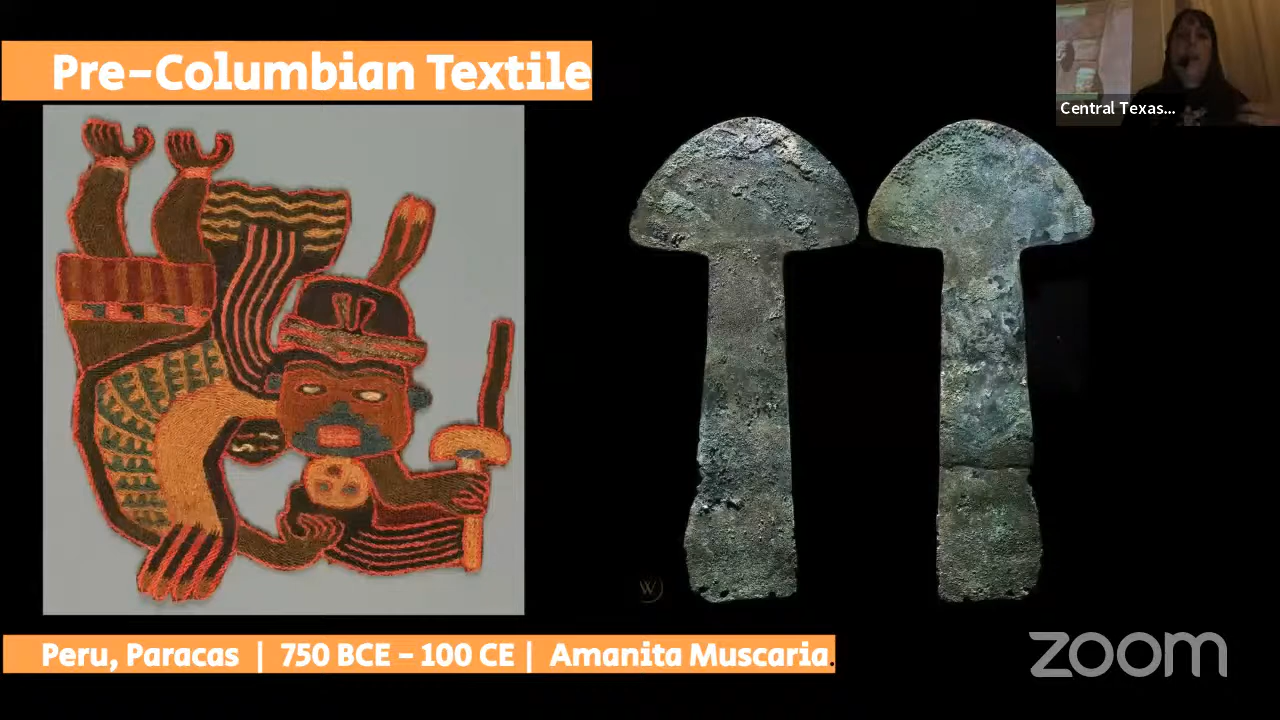 Pre-Columbian Textile
Central Texas...
W
Peru, Paracas | 750 BCE - 100 CE | Amanita Muscaria.
zoom